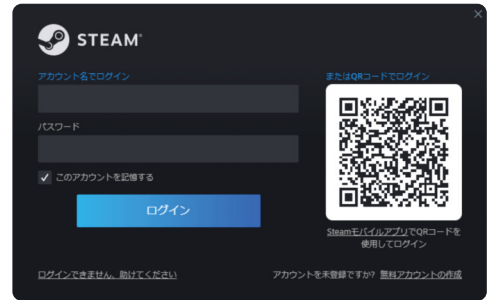 STEAM
アカウント名でログイン
またはQRコードでログイン
パスワード
このアカウントを記憶する
ログイン
Steamモバイルアプリ でQRコードを
使用してログイン
ログインできません、助けてください
アカウントを未登録ですか? 無料アカウントの作成